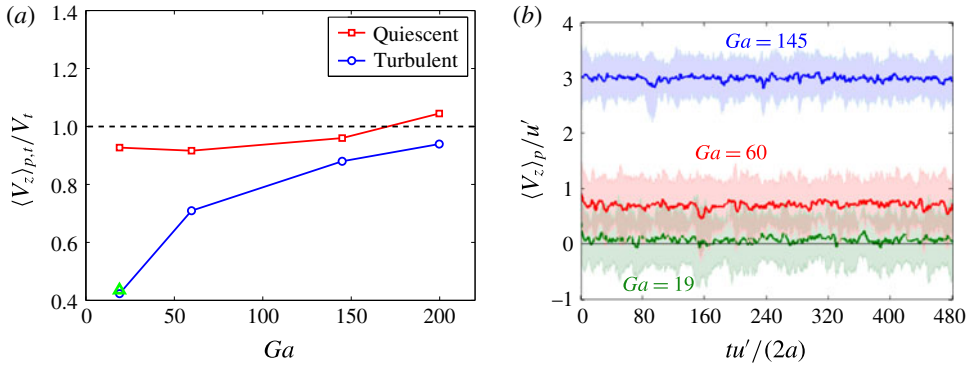 (a)
1.4
1.2
1.0
0.8
0.6
0.4
0 50 100 150 200
Ga
⟨V_z⟩_{p,t}/V_t
Quiescent
Turbulent
(b)
4
3
2
1
0
–1
0 80 160 240 320 400 480
tu′/(2a)
⟨V_z⟩_p/u′
Ga = 145
Ga = 60
Ga = 19